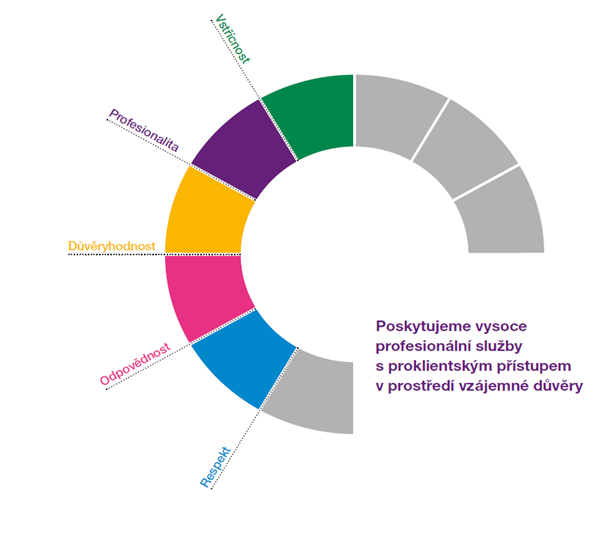 Vstřícnost
Profesionalita
Důvěryhodnost
Odpovědnost
Respekt
Poskytujeme vysoce
profesionální služby
s proklientským přístupem
v prostředí vzájemné důvěry